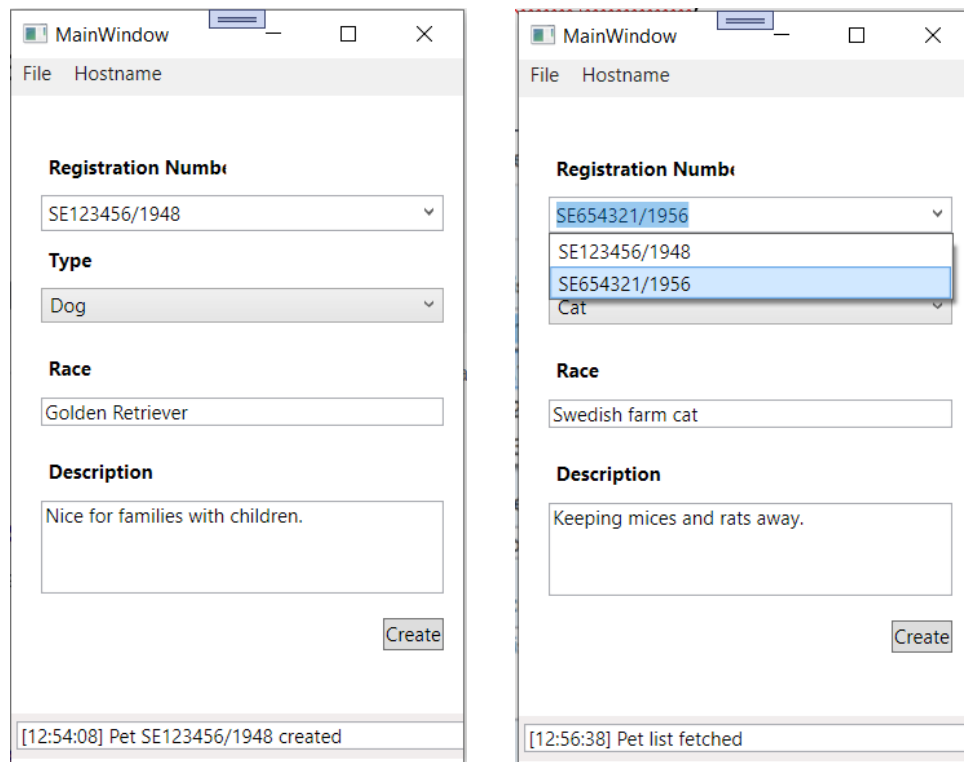 MainWindow
File Hostname
Registration Numbe
SE123456/1948
Type
Dog
Race
Golden Retriever
Description
Nice for families with children.
Create
[12:54:08] Pet SE123456/1948 created
MainWindow
File Hostname
Registration Numbe
SE654321/1956
SE123456/1948
SE654321/1956
Cat
Race
Swedish farm cat
Description
Keeping mices and rats away.
Create
[12:56:38] Pet list fetched